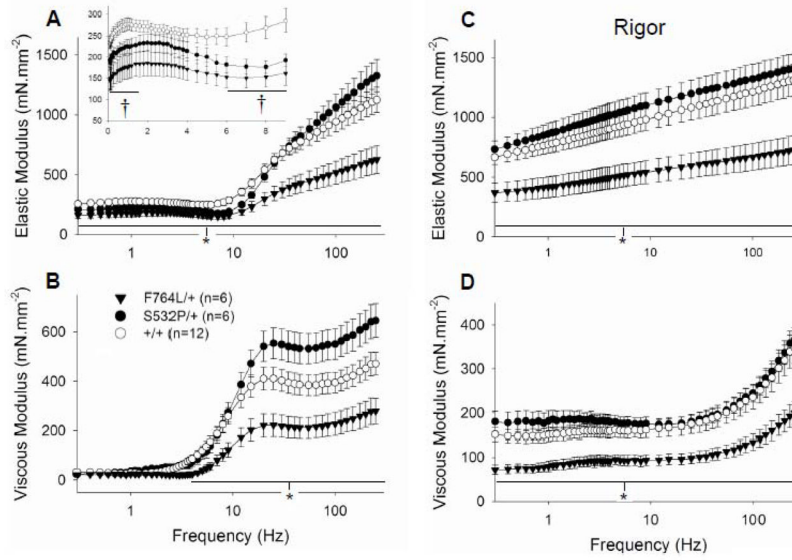 A
B
C
D
Rigor
Elastic Modulus (mN.mm⁻²)
1500
1000
500
0
300
250
200
150
100
50
0 2 4 6 8
†
‡
*
1 10 100
Viscous Modulus (mN.mm⁻²)
600
400
200
0
F764L/+ (n=6)
S532P/+ (n=6)
+/+ (n=12)
*
1 10 100
Frequency (Hz)
Elastic Modulus (mN.mm⁻²)
1500
1000
500
0
*
1 10 100
Viscous Modulus (mN.mm⁻²)
400
300
200
100
0
*
1 10 100
Frequency (Hz)